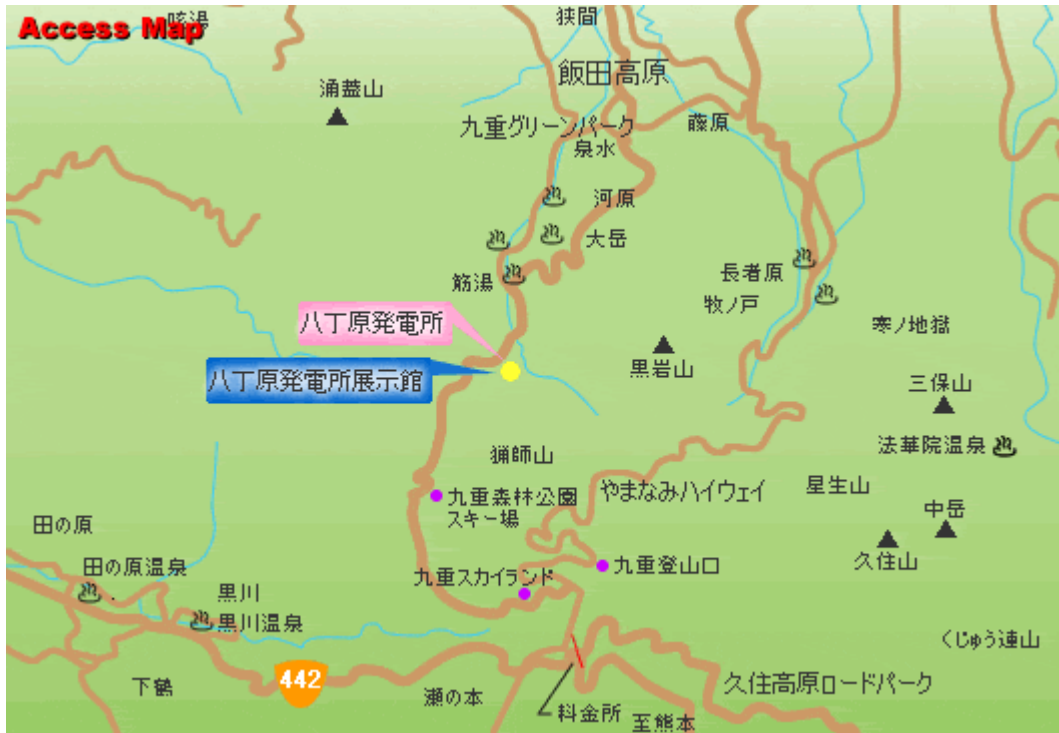 Access Map
咳湯
狭間
飯田高原
涌蓋山
九重グリーンパーク
藤原
泉水
河原
大岳
長者原
筋湯
牧ノ戸
八丁原発電所
寒ノ地獄
黒岩山
八丁原発電所展示館
三保山
法華院温泉
猟師山
やまなみハイウェイ
星生山
九重森林公園
スキー場
中岳
田の原
久住山
田の原温泉
九重スカイランド
九重登山口
黒川
黒川温泉
くじゅう連山
442
下鶴
瀬の本
久住高原ロードパーク
料金所
至熊本